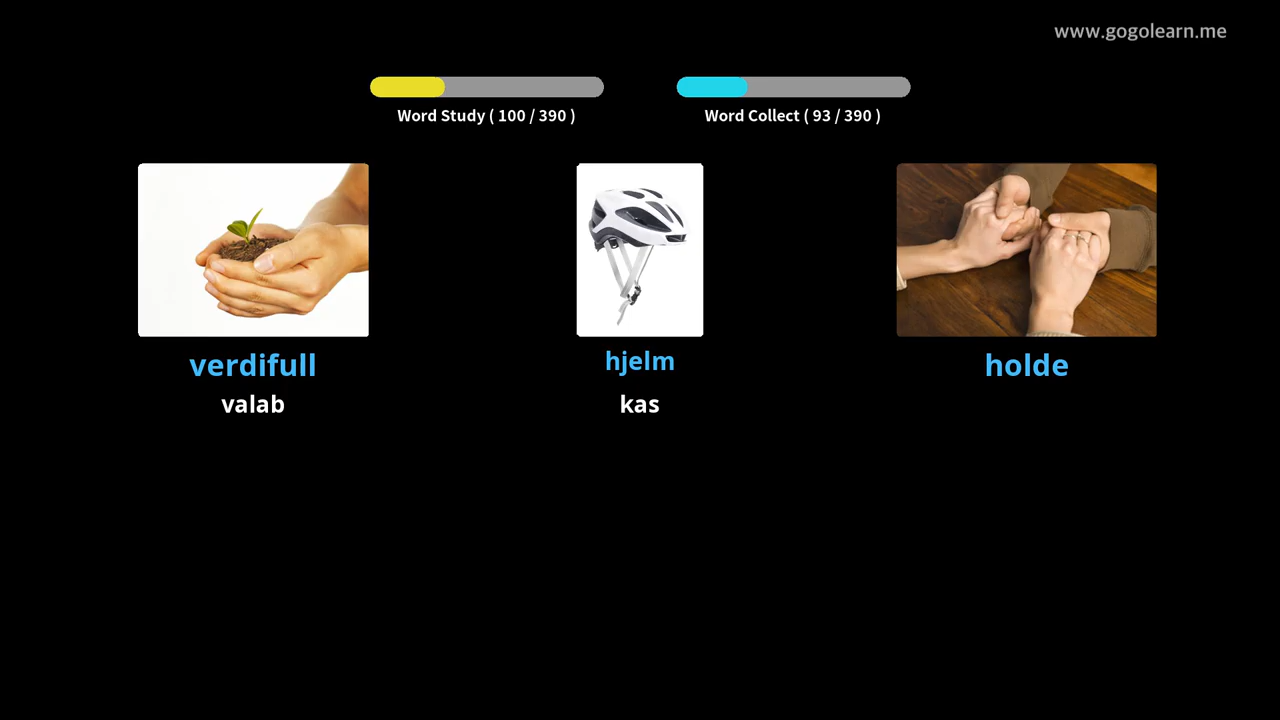 www.gogolearn.me
Word Study ( 100 / 390 )
Word Collect ( 93 / 390 )
verdifull
hjelm
holde
valab
kas